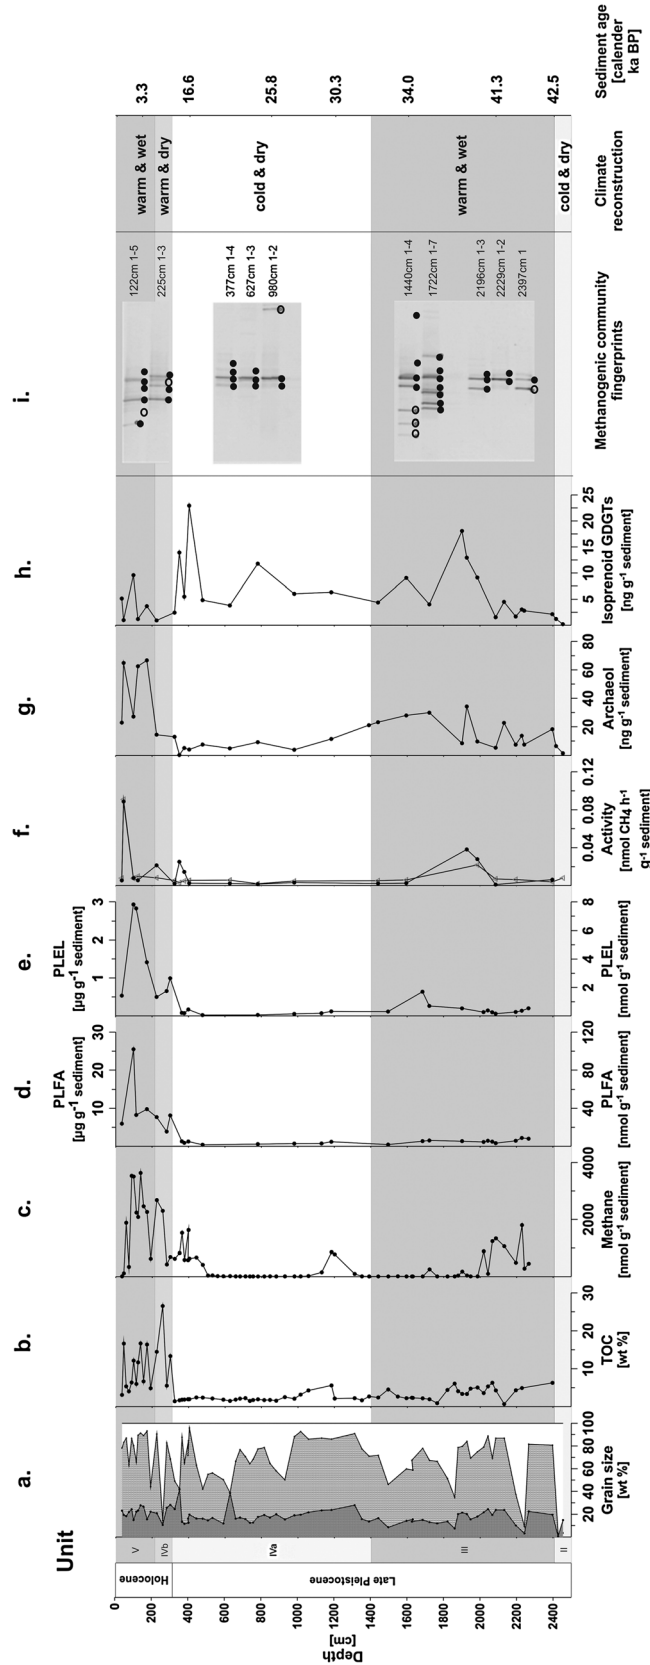 Unit
a.
b.
c.
d.
e.
f.
g.
h.
i.
Depth
[cm]
0
200
400
600
800
1000
1200
1400
1600
1800
2000
2200
2400
Holocene
Late Pleistocene
V
IVb
IVa
III
II
20
40
60
80
100
Grain size
[wt %]
10
20
30
TOC
[wt %]
2000
4000
Methane
[nmol g-1 sediment]
PLFA
[µg g-1 sediment]
10
20
30
40
80
120
PLFA
[nmol g-1 sediment]
PLEL
[µg g-1 sediment]
1
2
3
2
4
6
8
PLEL
[nmol g-1 sediment]
0.04
0.08
0.12
Activity
[nmol CH4 h-1
g-1 sediment]
20
40
60
80
Archaeol
[ng g-1 sediment]
5
10
15
20
25
Isoprenoid GDGTs
[ng g-1 sediment]
122cm 1-5
225cm 1-3
377cm 1-4
627cm 1-3
980cm 1-2
1440cm 1-4
1722cm 1-7
2196cm 1-3
2229cm 1-2
2397cm 1
Methanogenic community
fingerprints
warm & wet
warm & dry
cold & dry
warm & wet
cold & dry
Climate
reconstruction
3.3
16.6
25.8
30.3
34.0
41.3
42.5
Sediment age
[calender
ka BP]